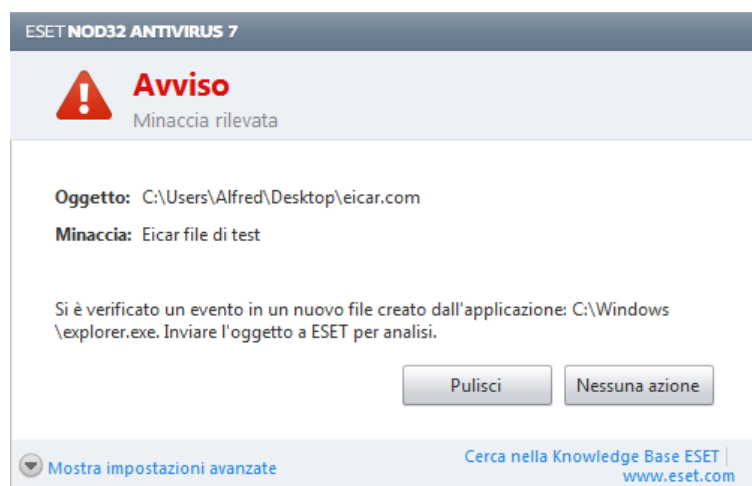 ESET NOD32 ANTIVIRUS 7
Avviso
Minaccia rilevata
Oggetto: C:\Users\Alfred\Desktop\eicar.com
Minaccia: Eicar file di test
Si è verificato un evento in un nuovo file creato dall'applicazione: C:\Windows
\explorer.exe. Inviare l'oggetto a ESET per analisi.
Pulisci Nessuna azione
Mostra impostazioni avanzate
Cerca nella Knowledge Base ESET |
www.eset.com